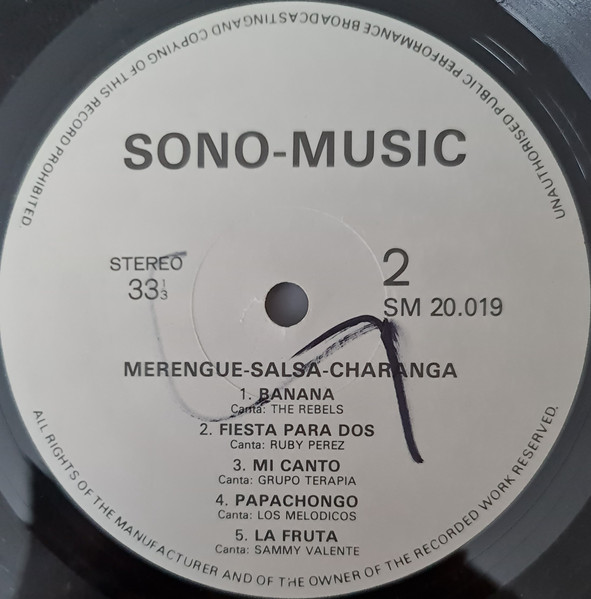 UNAUTHORISED PUBLIC PERFORMANCE BROADCASTING AND COPYING OF THIS RECORD PROHIBITED.
SONO-MUSIC
STEREO
33 1/3
2
SM 20.019
MERENGUE-SALSA-CHARANGA
1. BANANA
Canta: THE REBELS
2. FIESTA PARA DOS
Canta: RUBY PEREZ
3. MI CANTO
Canta: GRUPO TERAPIA
4. PAPACHONGO
Canta: LOS MELODICOS
5. LA FRUTA
Canta: SAMMY VALENTE
ALL RIGHTS OF THE MANUFACTURER AND OF THE OWNER OF THE RECORDED WORK RESERVED.